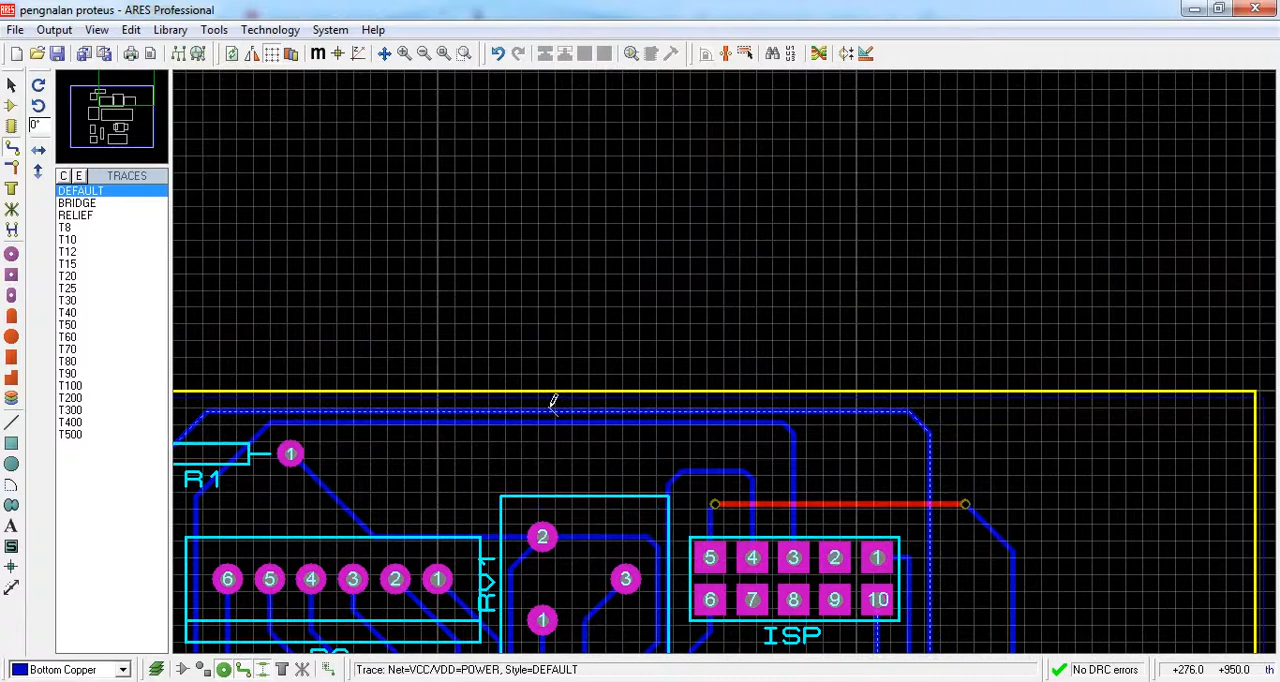 pengnalan proteus - ARES Professional
File Output View Edit Library Tools Technology System Help
m
0°
C E TRACES
DEFAULT
BRIDGE
RELIEF
T8
T10
T12
T15
T20
T25
T30
T40
T50
T60
T70
T80
T90
T100
T200
T300
T400
T500
A
S
R1
1
6 5 4 3 2 1
RV1
2
3
1
5 4 3 2 1
6 7 8 9 10
ISP
Bottom Copper
Trace: Net=VCC/VDD=POWER, Style=DEFAULT
No DRC errors
+276.0 +950.0 th